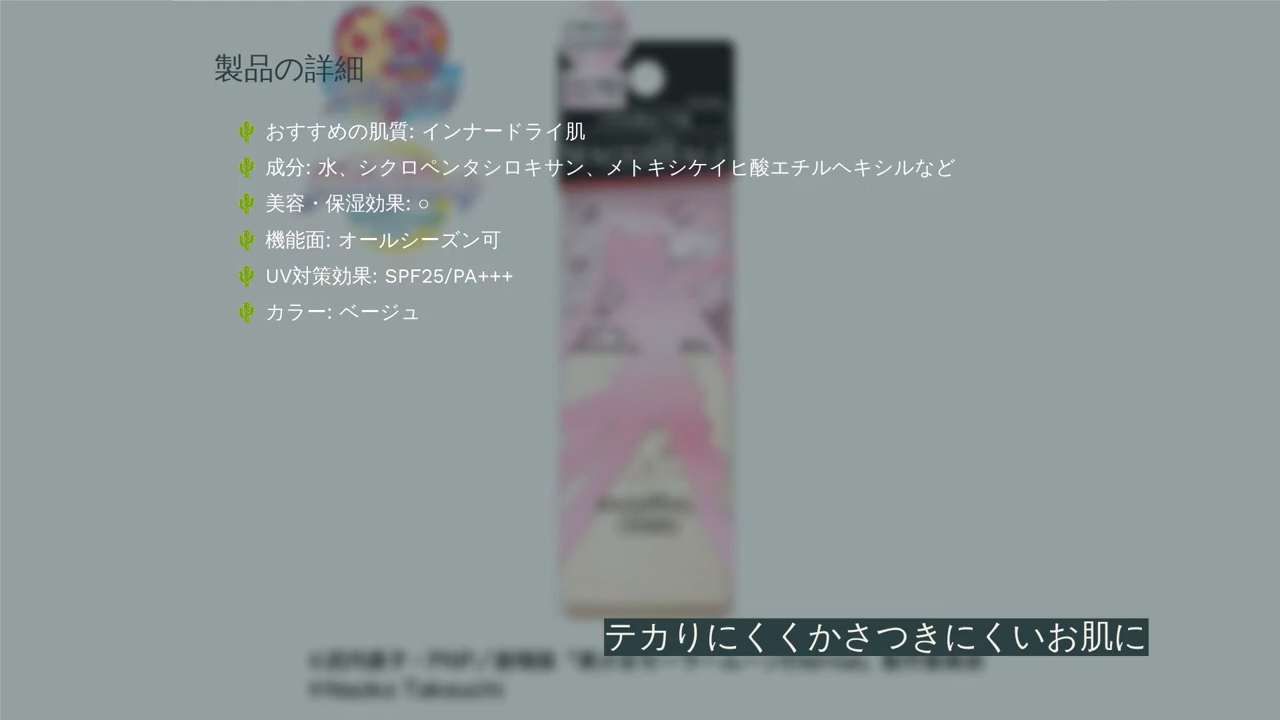 製品の詳細
🌵 おすすめの肌質: インナードライ肌
🌵 成分: 水、シクロペンタシロキサン、メトキシケイヒ酸エチルヘキシルなど
🌵 美容・保湿効果: ○
🌵 機能面: オールシーズン可
🌵 UV対策効果: SPF25/PA+++
🌵 カラー: ベージュ
テカりにくくかさつきにくいお肌に
©Naoko Takeuchi